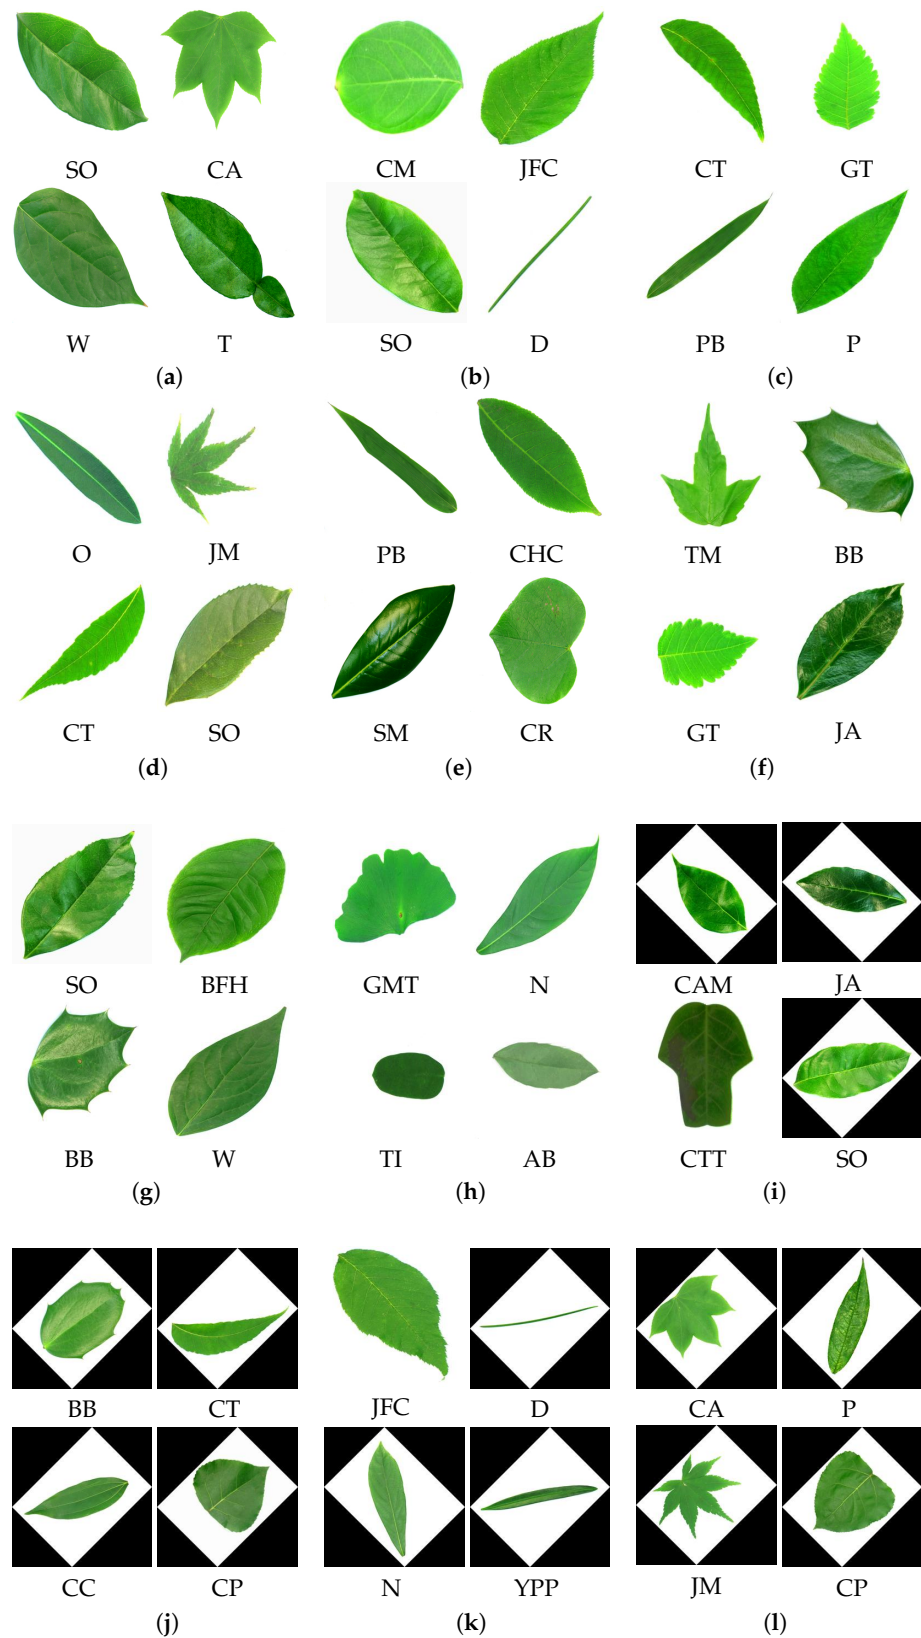 SO CA CM JFC CT GT
W T SO D PB P
(a) (b) (c)
O JM PB CHC TM BB
CT SO SM CR GT JA
(d) (e) (f)
SO BFH GMT N CAM JA
BB W TI AB CTT SO
(g) (h) (i)
BB CT JFC D CA P
CC CP N YPP JM CP
(j) (k) (l)